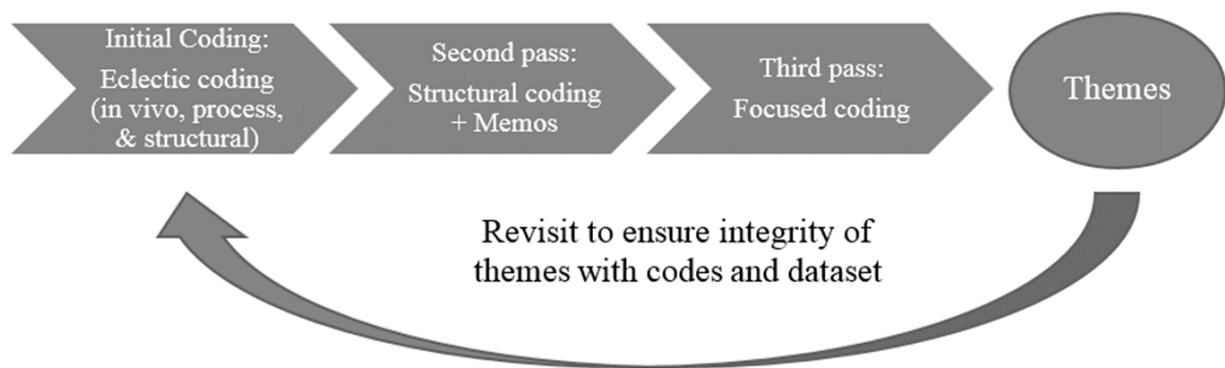 Initial Coding:
Eclectic coding
(in vivo, process,
& structural)
Second pass:
Structural coding
+ Memos
Third pass:
Focused coding
Themes
Revisit to ensure integrity of
themes with codes and dataset